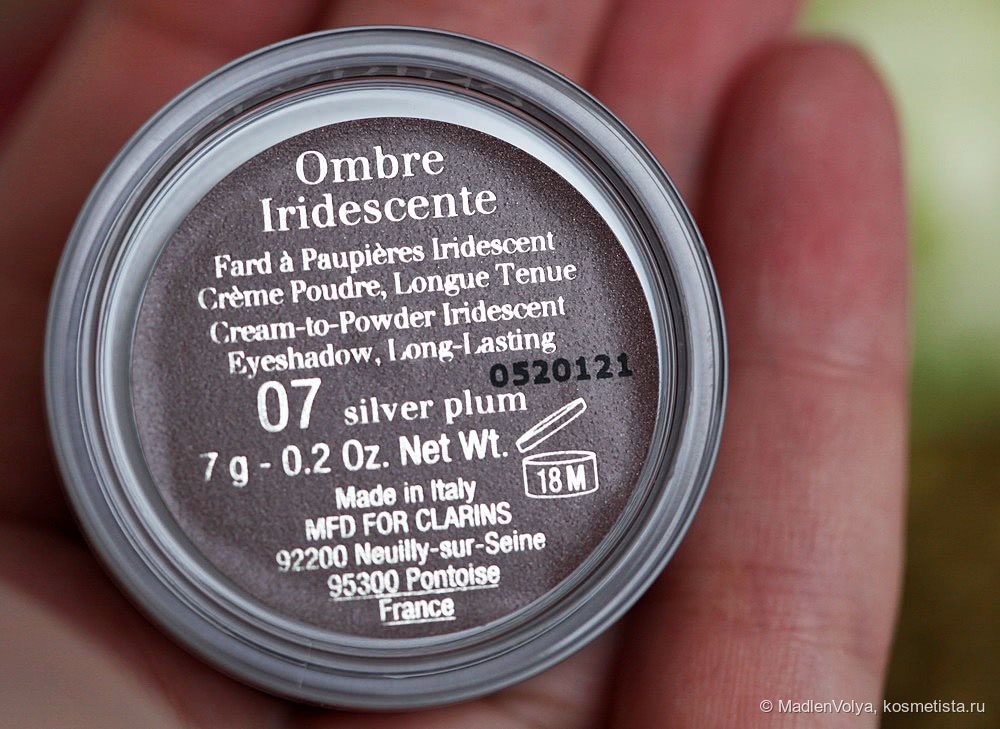 Ombre
Iridescente
Fard à Paupières Iridescent
Crème Poudre, Longue Tenue
Cream-to-Powder Iridescent
Eyeshadow, Long-Lasting
0520121
07 silver plum
7 g - 0.2 Oz. Net Wt.
18 M
Made in Italy
MFD FOR CLARINS
92200 Neuilly-sur-Seine
95300 Pontoise
France
© MadlenVolya, kosmetista.ru